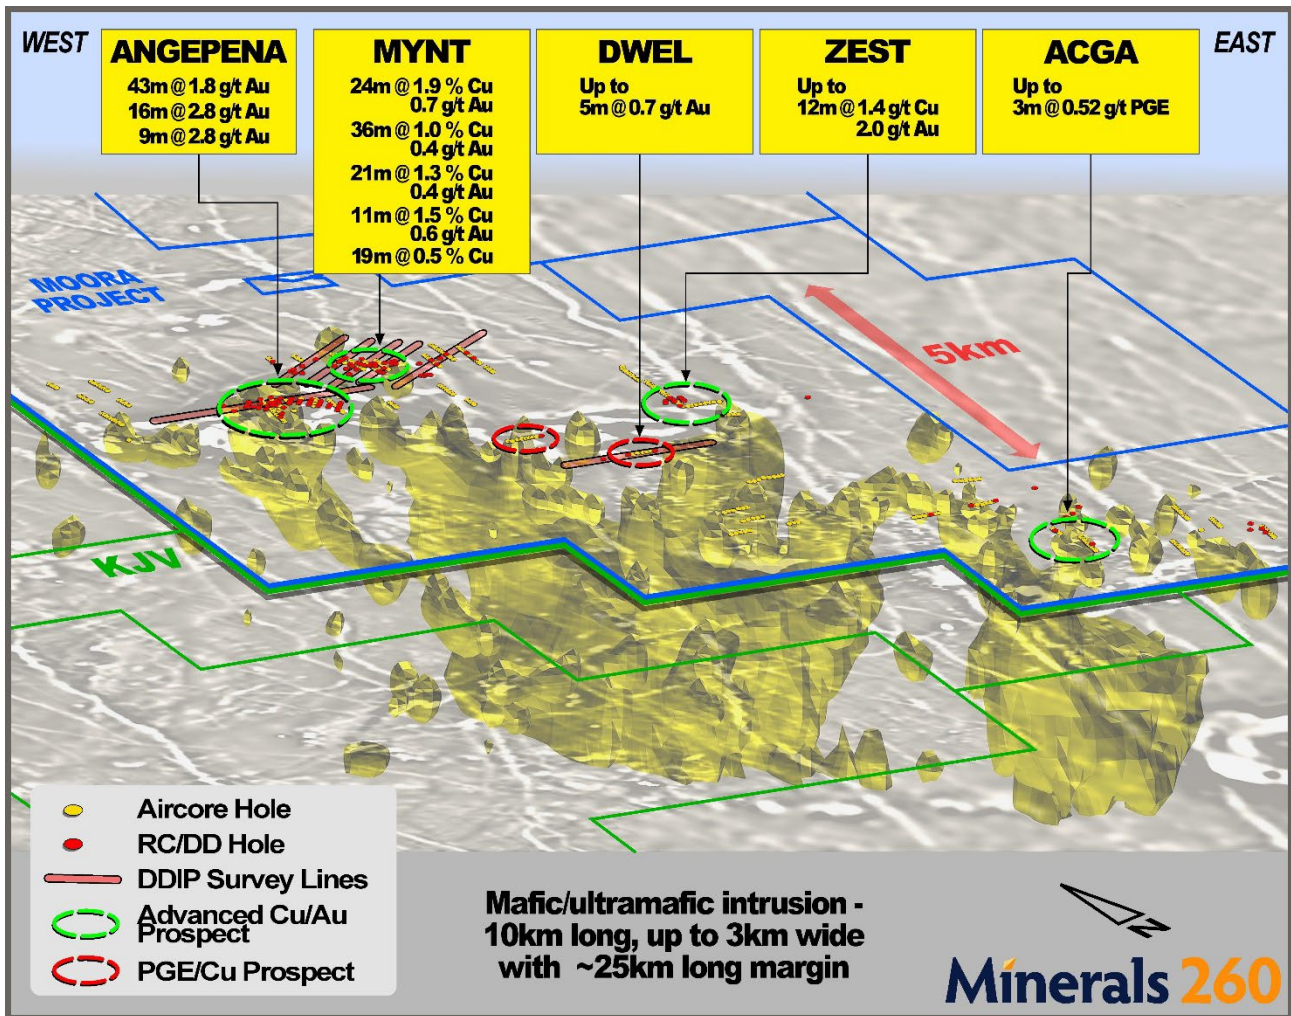 WEST
ANGEPENA
43m @ 1.8 g/t Au
16m @ 2.8 g/t Au
9m @ 2.8 g/t Au
MYNT
24m @ 1.9 % Cu
0.7 g/t Au
36m @ 1.0 % Cu
0.4 g/t Au
21m @ 1.3 % Cu
0.4 g/t Au
11m @ 1.5 % Cu
0.6 g/t Au
19m @ 0.5 % Cu
DWEL
Up to
5m @ 0.7 g/t Au
ZEST
Up to
12m @ 1.4 g/t Cu
2.0 g/t Au
ACGA
Up to
3m @ 0.52 g/t PGE
EAST
MOORA
PROJECT
5km
KJV
Aircore Hole
RC/DD Hole
DDIP Survey Lines
Advanced Cu/Au
Prospect
PGE/Cu Prospect
Mafic/ultramafic intrusion -
10km long, up to 3km wide
with ~25km long margin
N
Minerals 260